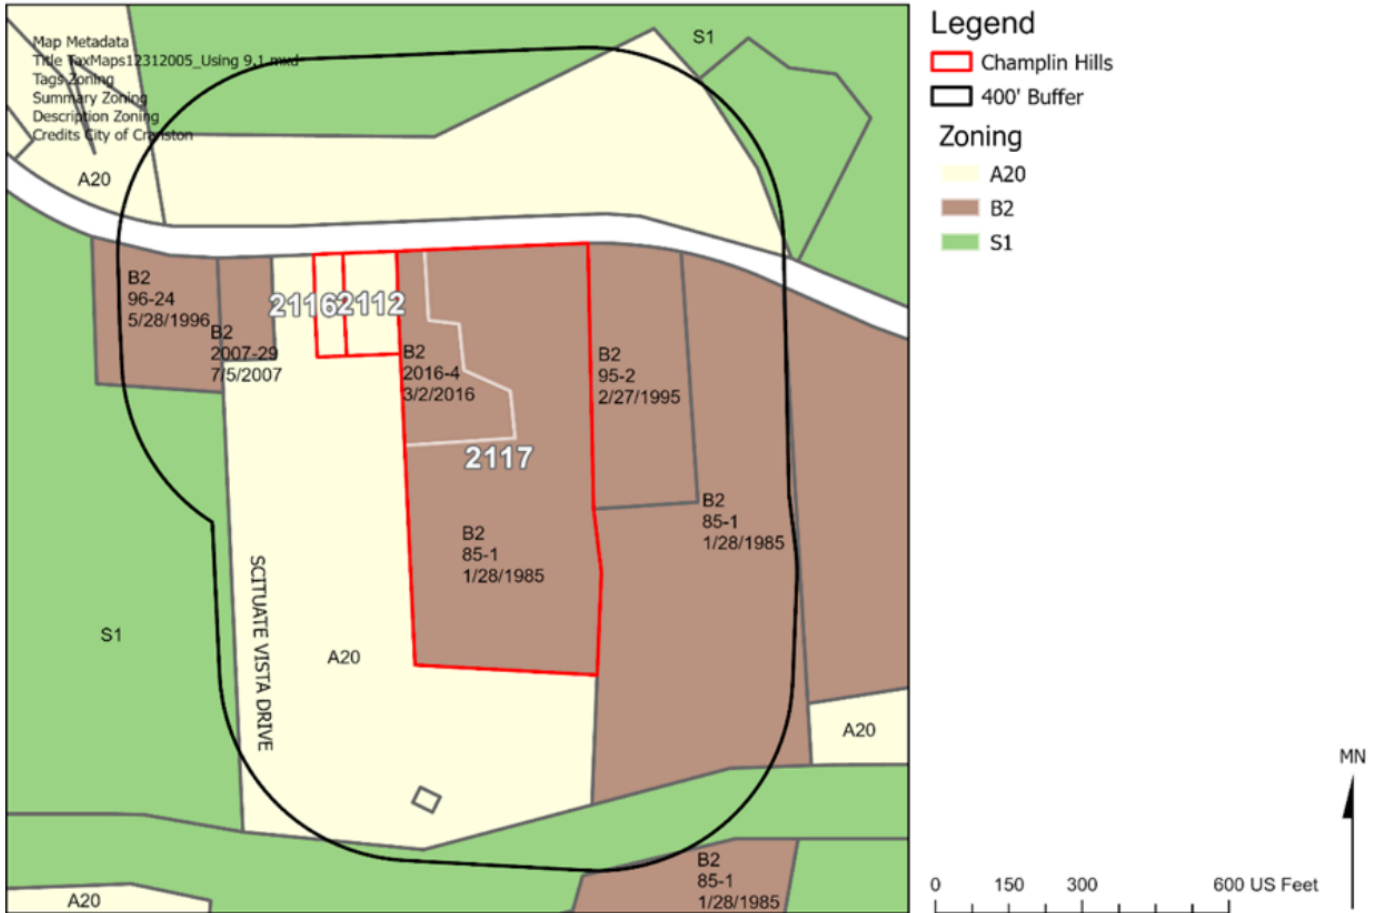 Map Metadata
Title TaxMaps12312005_Using 9.1.mxd
Tags Zoning
Summary Zoning
Description Zoning
Credits City of Cranston
S1
A20
B2
96-24
5/28/1996
B2
2007-29
7/5/2007
2116
2112
B2
2016-4
3/2/2016
2117
B2
95-2
2/27/1995
B2
85-1
1/28/1985
B2
85-1
1/28/1985
SCITUATE VISTA DRIVE
S1
A20
A20
A20
B2
85-1
1/28/1985
Legend
Champlin Hills
400' Buffer
Zoning
A20
B2
S1
MN
0 150 300 600 US Feet